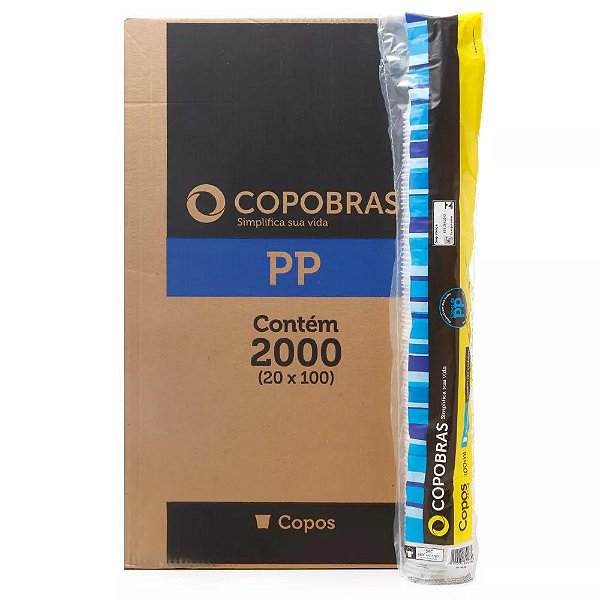 COPOBRAS
Simplifica sua vida
PP
Contém
2000
(20 x 100)
Copos
COPOBRAS
Simplifica sua vida
Copos
PP